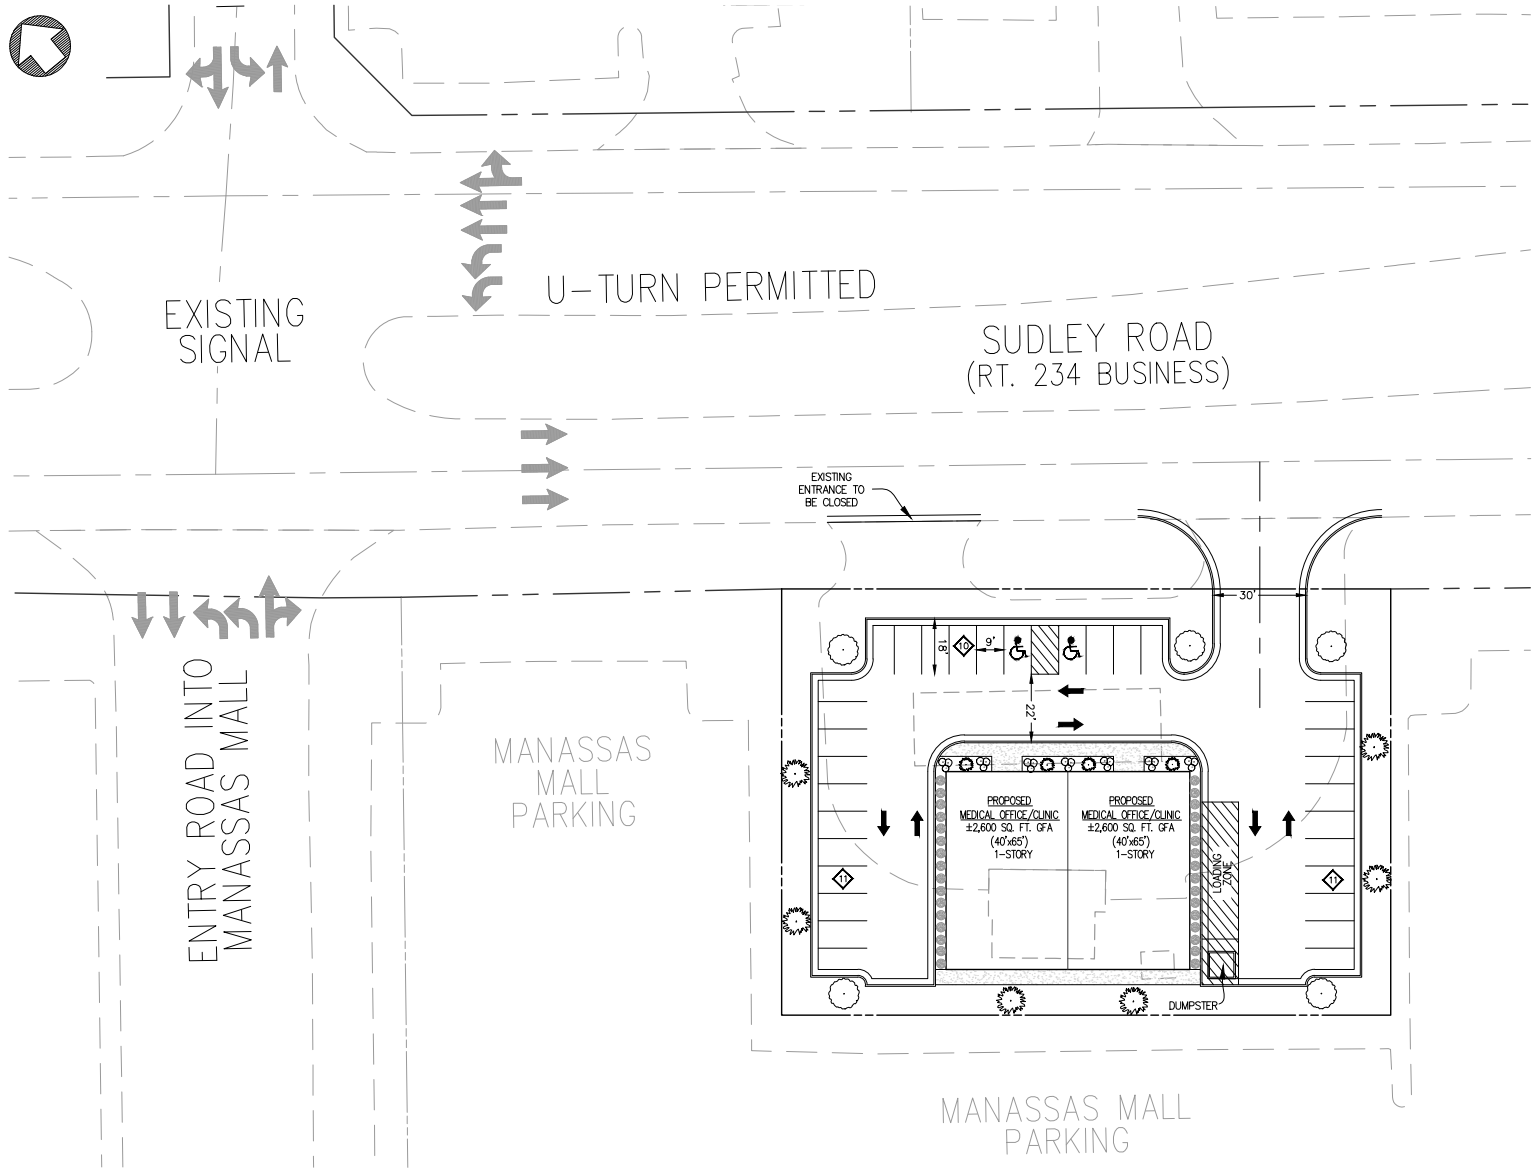 U-TURN PERMITTED
EXISTING
SIGNAL
SUDLEY ROAD
(RT. 234 BUSINESS)
EXISTING
ENTRANCE TO
BE CLOSED
30'
18'
10
9'
22'
ENTRY ROAD INTO
MANASSAS MALL
MANASSAS
MALL
PARKING
PROPOSED
MEDICAL OFFICE/CLINIC
±2,600 SQ. FT. GFA
(40'x65')
1-STORY
PROPOSED
MEDICAL OFFICE/CLINIC
±2,600 SQ. FT. GFA
(40'x65')
1-STORY
LOADING
ZONE
11
11
DUMPSTER
MANASSAS MALL
PARKING